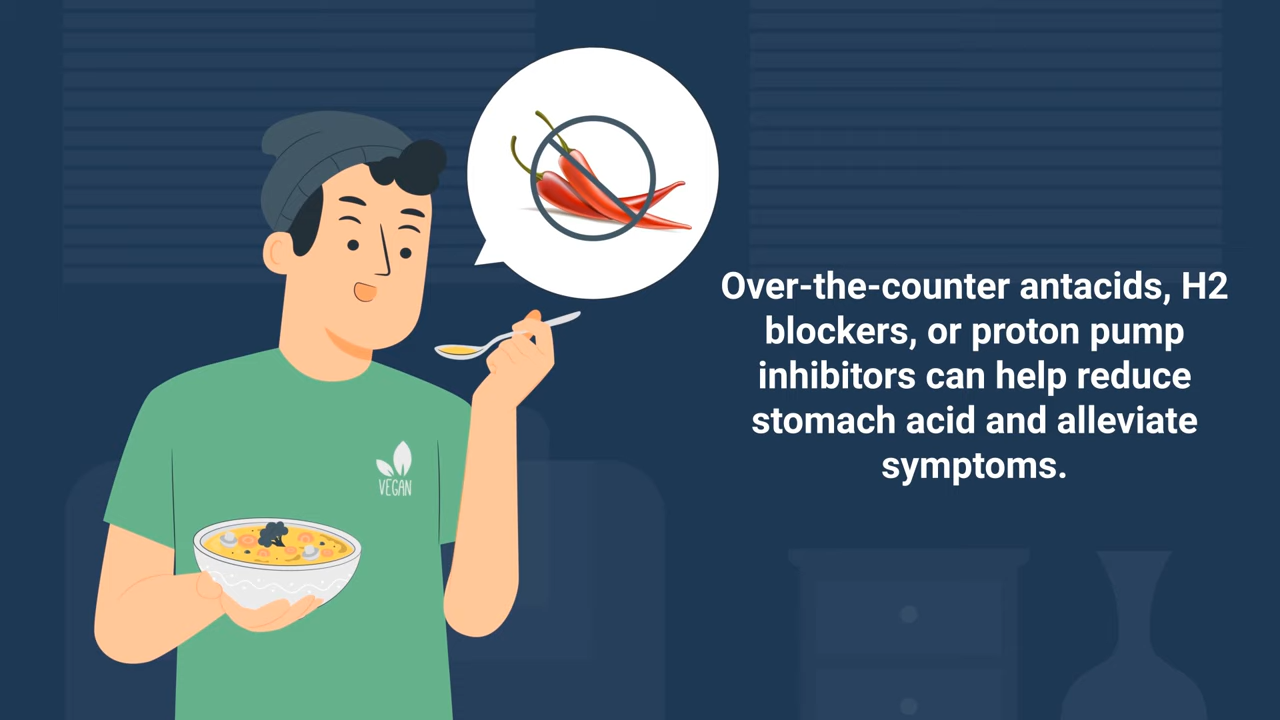 Over-the-counter antacids, H2
blockers, or proton pump
inhibitors can help reduce
stomach acid and alleviate
symptoms.
VEGAN